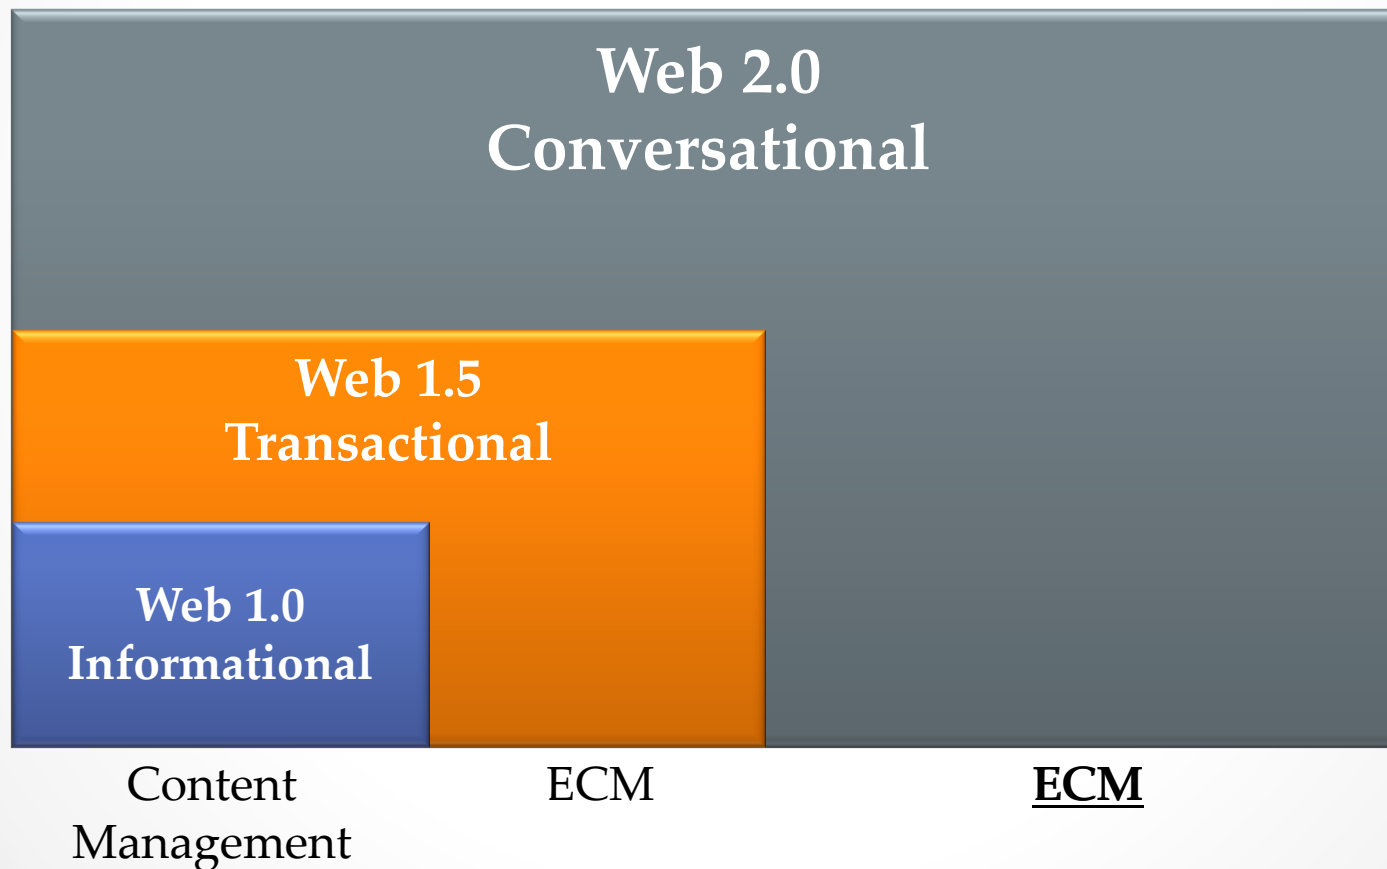 Web 2.0
Conversational
Web 1.5
Transactional
Web 1.0
Informational
Content
Management
ECM
ECM